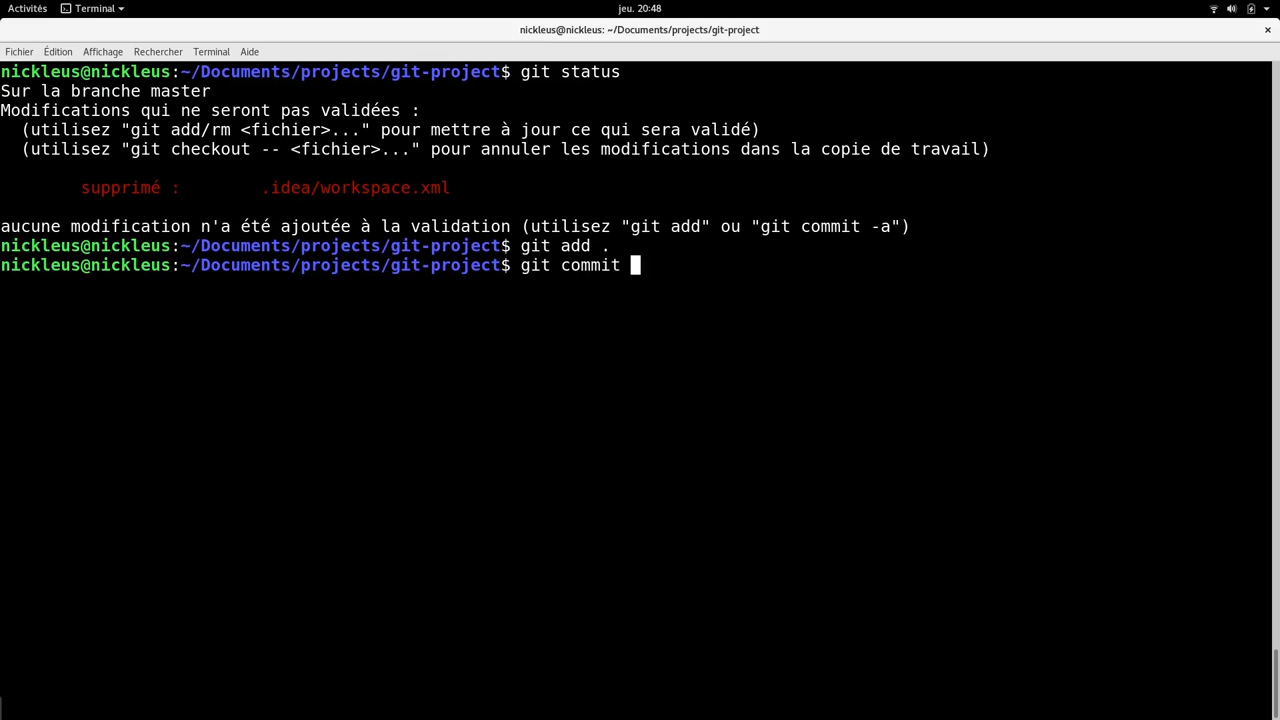 Activités Terminal jeu. 20:48
nickleus@nickleus: ~/Documents/projects/git-project ×
Fichier Édition Affichage Rechercher Terminal Aide
nickleus@nickleus:~/Documents/projects/git-project$ git status
Sur la branche master
Modifications qui ne seront pas validées :
(utilisez "git add/rm <fichier>..." pour mettre à jour ce qui sera validé)
(utilisez "git checkout -- <fichier>..." pour annuler les modifications dans la copie de travail)
supprimé : .idea/workspace.xml
aucune modification n'a été ajoutée à la validation (utilisez "git add" ou "git commit -a")
nickleus@nickleus:~/Documents/projects/git-project$ git add .
nickleus@nickleus:~/Documents/projects/git-project$ git commit